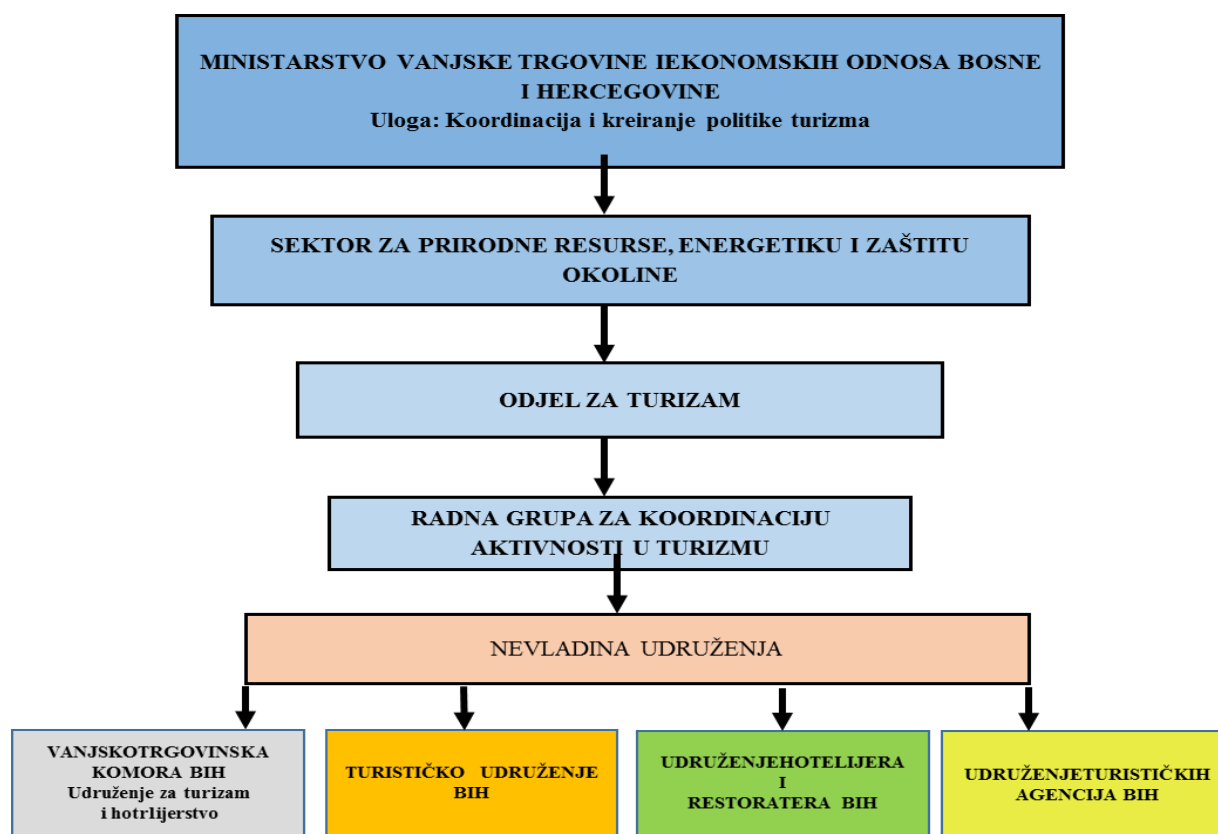 MINISTARSTVO VANJSKE TRGOVINE IEKONOMSKIH ODNOSA BOSNE
I HERCEGOVINE
Uloga: Koordinacija i kreiranje politike turizma
SEKTOR ZA PRIRODNE RESURSE, ENERGETIKU I ZAŠTITU
OKOLINE
ODJEL ZA TURIZAM
RADNA GRUPA ZA KOORDINACIJU
AKTIVNOSTI U TURIZMU
NEVLADINA UDRUŽENJA
VANJSKOTRGOVINSKA
KOMORA BIH
Udruženje za turizam
i hotrlijerstvo
TURISTIČKO UDRUŽENJE
BIH
UDRUŽENJEHOTELIJERA
I
RESTORATERA BIH
UDRUŽENJETURISTIČKIH
AGENCIJA BIH